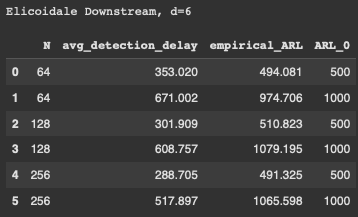 Elicoidale Downstream, d=6
N avg_detection_delay empirical_ARL ARL_0
0 64 353.020 494.081 500
1 64 671.002 974.706 1000
2 128 301.909 510.823 500
3 128 608.757 1079.195 1000
4 256 288.705 491.325 500
5 256 517.897 1065.598 1000